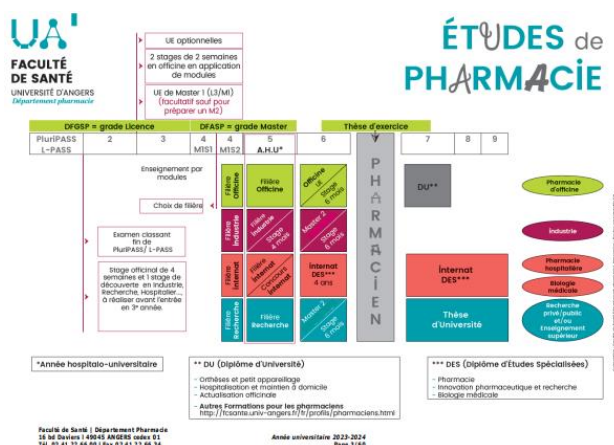 UA'
FACULTÉ
DE SANTÉ
UNIVERSITÉ D'ANGERS
Département pharmacie
ÉTUDES de
PHARMACIE
UE optionnelles
2 stages de 2 semaines
en officine en application
de modules
UE de Master 1 (L3/M1)
(facultatif sauf pour
préparer un M2)
DFGSP = grade Licence
DFASP = grade Master
Thèse d'exercice
PluriPASS
L-PASS
2
3
4
M1S1
4
M1S2
5
A.H.U*
6
7
7
8
9
PHARMACIEN
Enseignement par
modules
Choix de filière
Examen classant
fin de
PluriPASS/ L-PASS
Stage officinal de 4
semaines et 1 stage de
découverte en Industrie,
Recherche, Hospitalier...,
à réaliser avant l'entrée
en 3e année.
Filière
Officine
Filière
Officine
Officine
UE
Stage
6 mois
DU**
Pharmacie
d'officine
Filière
Industrie
Filière
Industrie
Stage
4 mois
Master 2
Stage
6 mois
Industrie
Filière
Internat
Filière
Internat
Concours
Internat
Internat
DES***
4 ans
Internat
DES***
Pharmacie
hospitalière
Biologie
médicale
Filière
Recherche
Filière
Recherche
Master 2
Stage
6 mois
Thèse
d'Université
Recherche
privé/public
et/ou
Enseignement
supérieur
*Année hospitalo-universitaire
** DU (Diplôme d'Université)
- Orthèses et petit appareillage
- Hospitalisation et maintien à domicile
- Actualisation officinale
- Autres Formations pour les pharmaciens
http://fcsante.univ-angers.fr/fr/profils/pharmaciens.html
*** DES (Diplôme d'Études Spécialisées)
- Pharmacie
- Innovation pharmaceutique et recherche
- Biologie médicale
Faculté de Santé | Département Pharmacie
16 bd Daviers | 49045 ANGERS cedex 01
Année universitaire 2023-2024